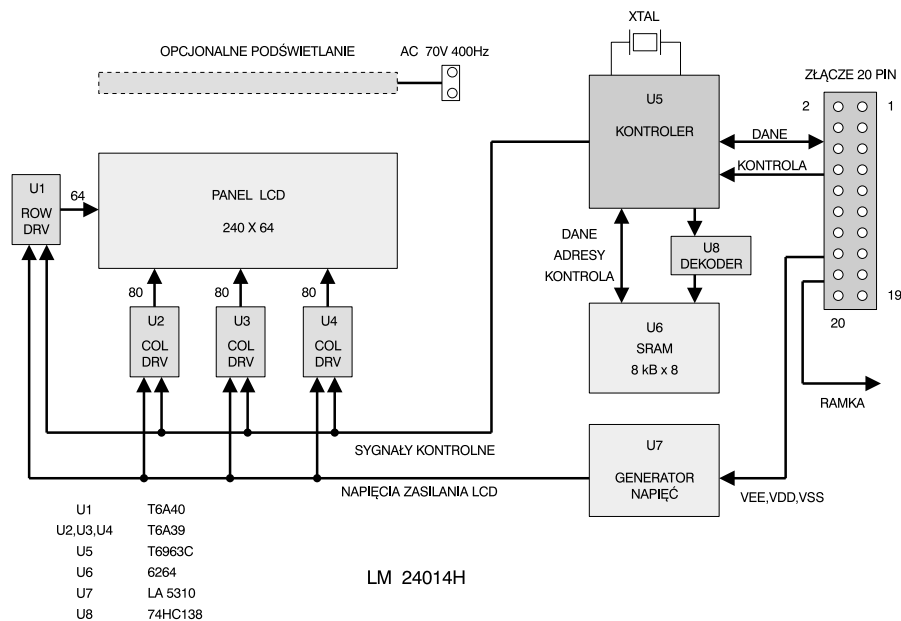 XTAL
OPCJONALNE PODŚWIETLANIE
AC 70V 400Hz
ZŁĄCZE 20 PIN
2
1
U5
KONTROLER
DANE
KONTROLA
U1
ROW
DRV
64
PANEL LCD
240 X 64
DANE
ADRESY
KONTROLA
U8
DEKODER
80
80
80
19
20
U2
COL
DRV
U3
COL
DRV
U4
COL
DRV
U6
SRAM
8 kB x 8
RAMKA
SYGNAŁY KONTROLNE
U7
GENERATOR
NAPIĘĆ
NAPIĘCIA ZASILANIA LCD
VEE,VDD,VSS
U1 T6A40
U2,U3,U4 T6A39
U5 T6963C
U6 6264
U7 LA 5310
U8 74HC138
LM 24014H